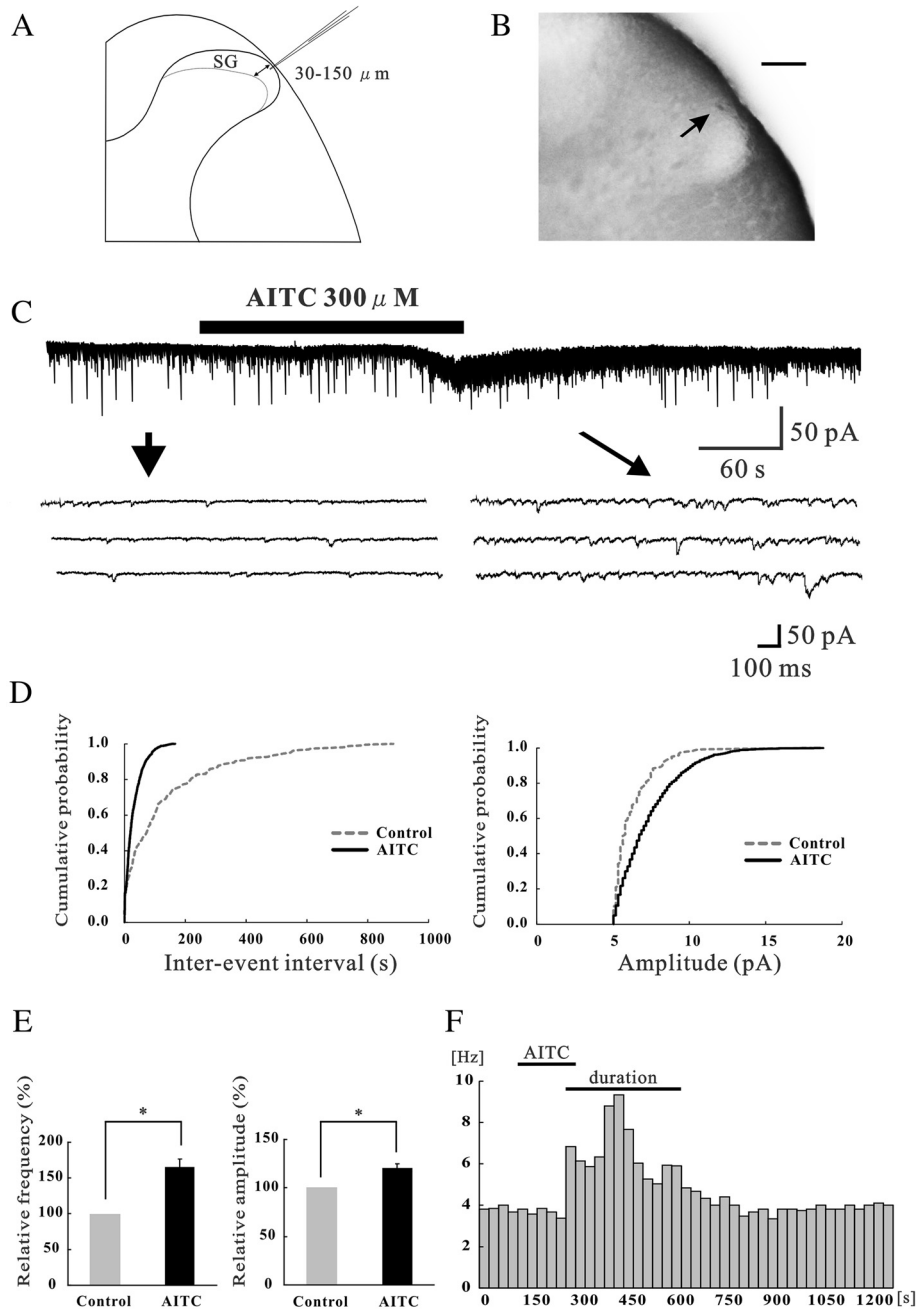 A
SG
30-150 μm
B
C
AITC 300 μ M
50 pA
60 s
50 pA
100 ms
D
Cumulative probability
1.0
0.8
0.6
0.4
0.2
0.0
Control
AITC
0 200 400 600 800 1000
Inter-event interval (s)
Cumulative probability
1.0
0.8
0.6
0.4
0.2
0.0
Control
AITC
0 5 10 15 20
Amplitude (pA)
E
Relative frequency (%)
*
150
100
50
0
Control AITC
Relative amplitude (%)
*
150
100
50
0
Control AITC
F
[Hz]
AITC
duration
10
8
6
4
2
0
0 150 300 450 600 750 900 1050 1200 [s]